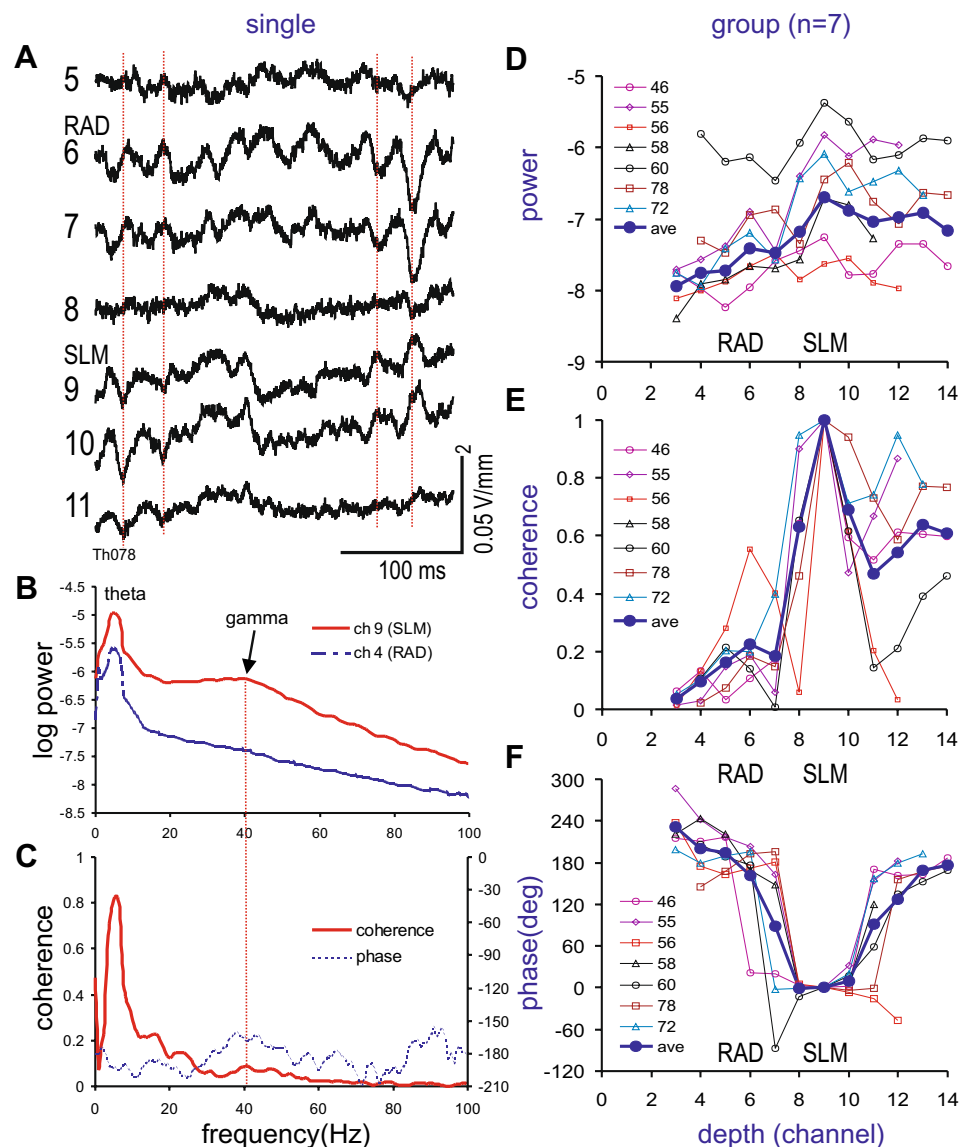 single
group (n=7)
A
5
RAD
6
7
8
SLM
9
10
11
Th078
100 ms
0.05 V/mm2
B
-4.5
-5
-5.5
-6
-6.5
-7
-7.5
-8
-8.5
log power
theta
gamma
ch 9 (SLM)
ch 4 (RAD)
0 20 40 60 80 100
C
1
0.8
0.6
0.4
0.2
0
coherence
coherence
phase
0
-30
-60
-90
-120
-150
-180
-210
phase(deg)
0 20 40 60 80 100
frequency(Hz)
D
-5
-6
-7
-8
-9
power
46
55
56
58
60
78
72
ave
RAD SLM
0 2 4 6 8 10 12 14
E
1
0.8
0.6
0.4
0.2
0
coherence
46
55
56
58
60
78
72
ave
0 2 4 6 8 10 12 14
F
RAD SLM
300
240
180
120
60
0
-60
-120
46
55
56
58
60
78
72
ave
RAD SLM
0 2 4 6 8 10 12 14
depth (channel)